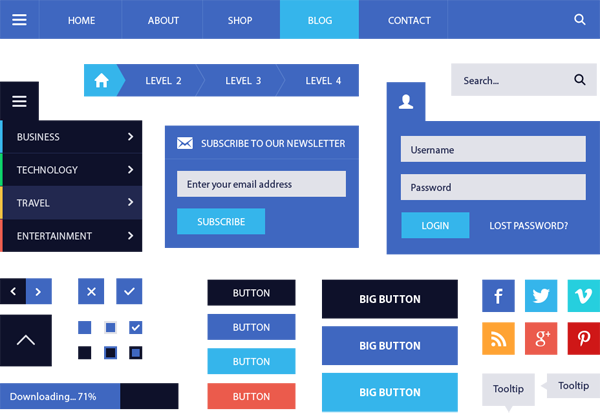 HOME ABOUT SHOP BLOG CONTACT
LEVEL 2 LEVEL 3 LEVEL 4
Search...
BUSINESS
TECHNOLOGY
TRAVEL
ENTERTAINMENT
SUBSCRIBE TO OUR NEWSLETTER
Enter your email address
SUBSCRIBE
Username
Password
LOGIN LOST PASSWORD?
BUTTON
BUTTON
BUTTON
BUTTON
BIG BUTTON
BIG BUTTON
BIG BUTTON
f
v
g+
Tooltip
Tooltip
Downloading... 71%